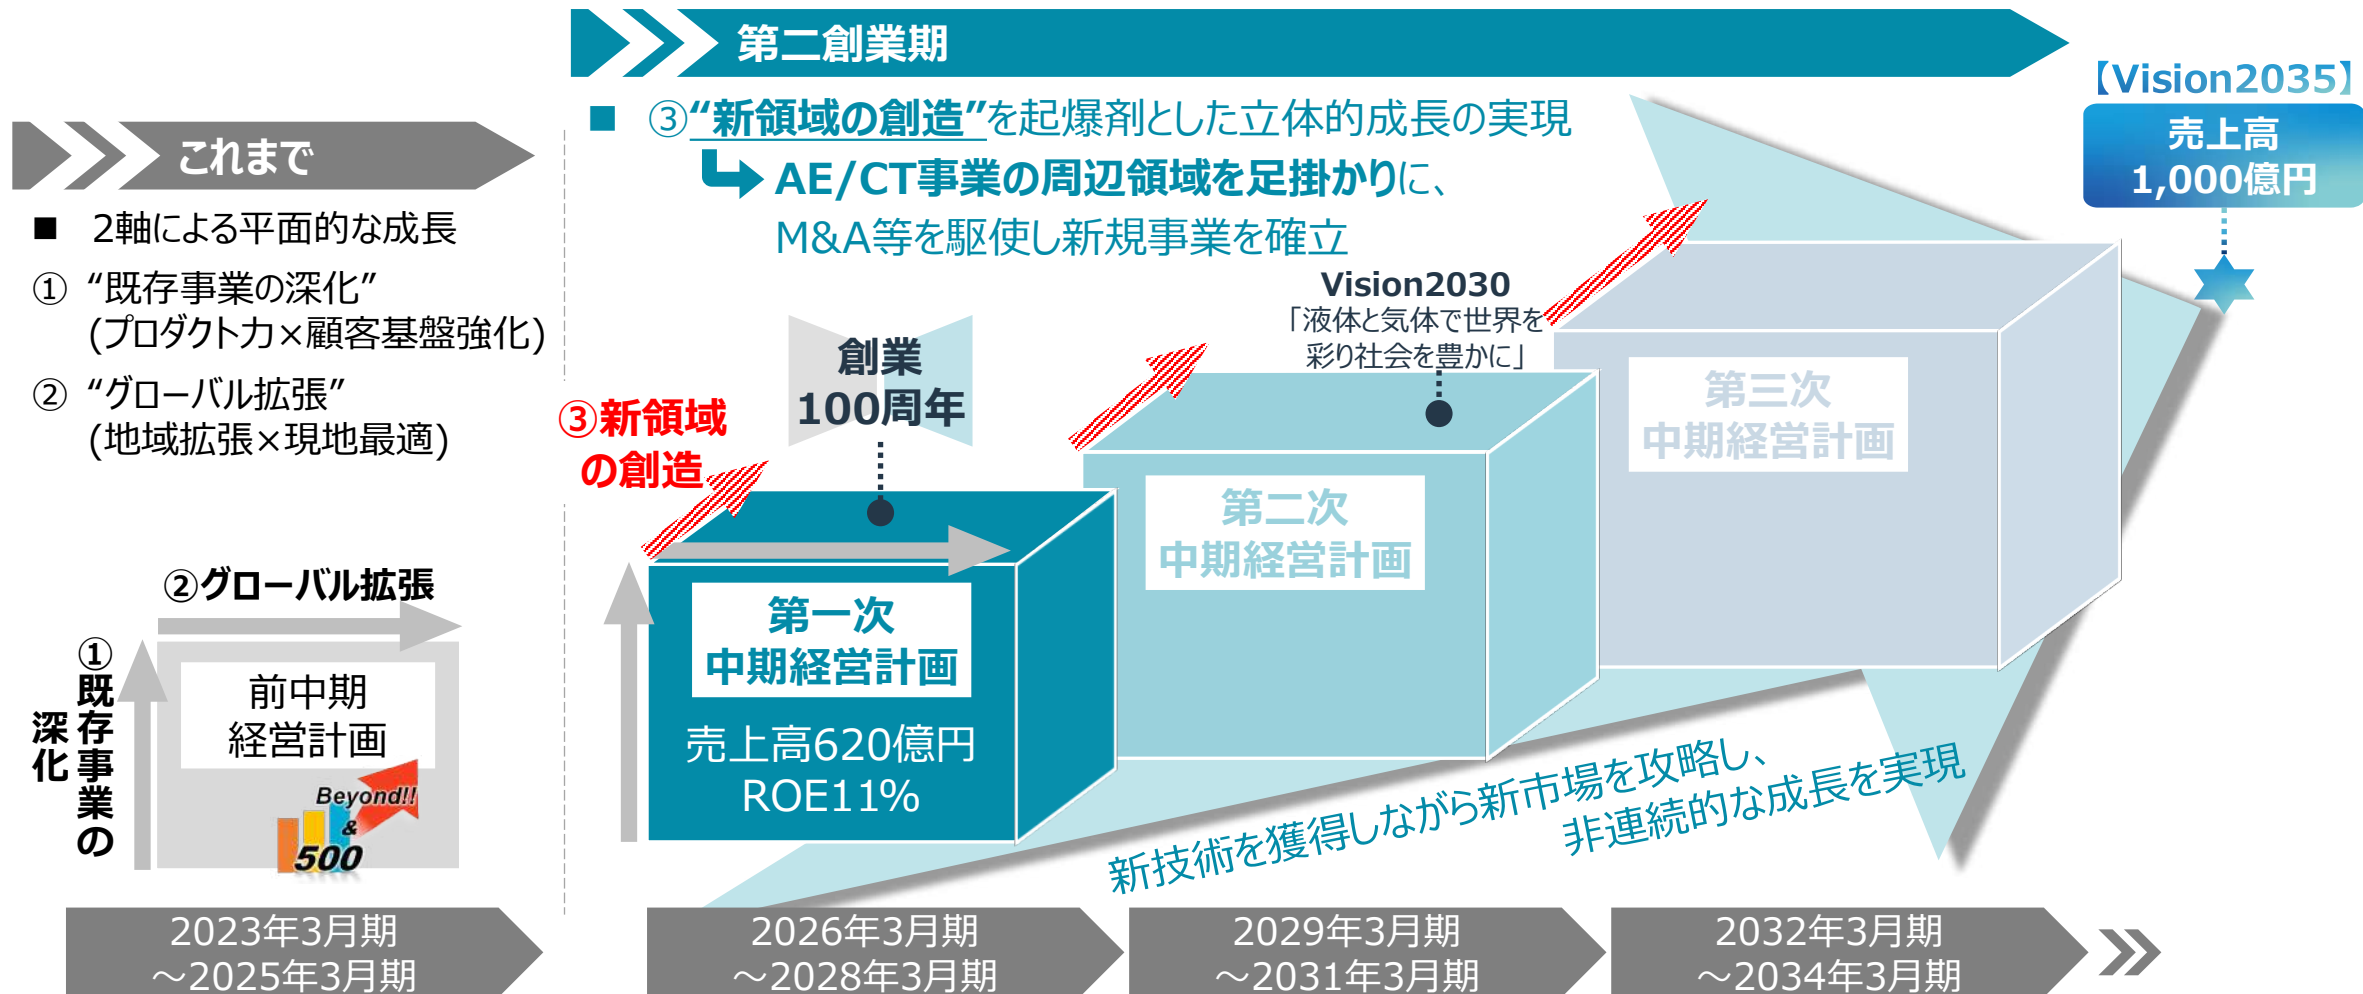 第二創業期
【Vision2035】
売上高
1,000億円
■ ③“新領域の創造”を起爆剤とした立体的成長の実現
AE/CT事業の周辺領域を足掛かりに、
M&A等を駆使し新規事業を確立
これまで
■ 2軸による平面的な成長
① “既存事業の深化”
(プロダクト力×顧客基盤強化)
② “グローバル拡張”
(地域拡張×現地最適)
②グローバル拡張
①既存事業の
深化
前中期
経営計画
Beyond!!
&
500
③新領域
の創造
創業
100周年
第一次
中期経営計画
売上高620億円
ROE11%
Vision2030
「液体と気体で世界を
彩り社会を豊かに」
第二次
中期経営計画
第三次
中期経営計画
新技術を獲得しながら新市場を攻略し、
非連続的な成長を実現
2023年3月期
～2025年3月期
2026年3月期
～2028年3月期
2029年3月期
～2031年3月期
2032年3月期
～2034年3月期